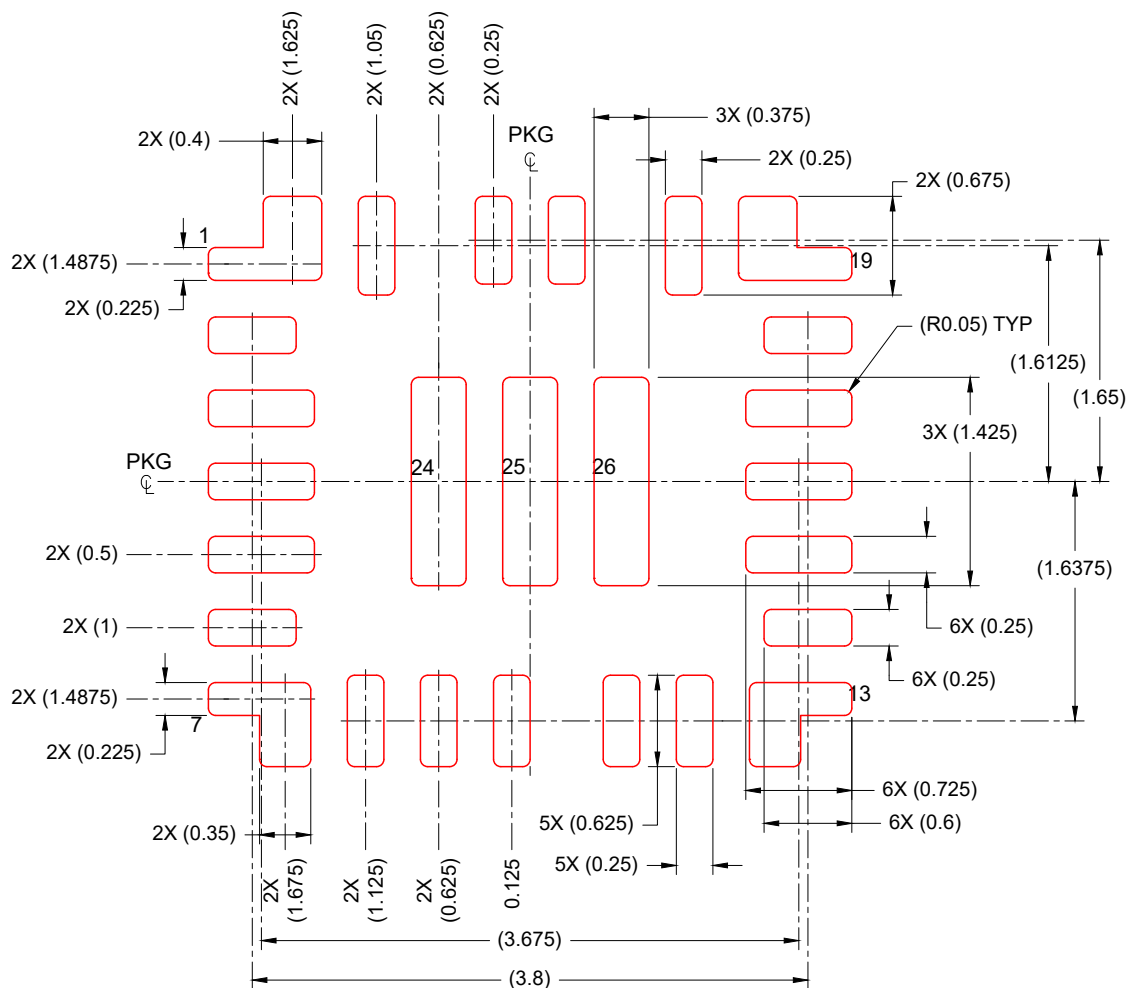 2X (1.625)
2X (1.05)
2X (0.625)
2X (0.25)
3X (0.375)
2X (0.4)
PKG
℄
2X (0.25)
2X (0.675)
1
2X (1.4875)
19
2X (0.225)
(R0.05) TYP
(1.6125)
(1.65)
3X (1.425)
PKG
℄
24
25
26
2X (0.5)
(1.6375)
2X (1)
6X (0.25)
6X (0.25)
2X (1.4875)
7
13
2X (0.225)
6X (0.725)
2X (0.35)
5X (0.625)
6X (0.6)
5X (0.25)
2X
(1.675)
2X
(1.125)
2X
(0.625)
0.125
(3.675)
(3.8)